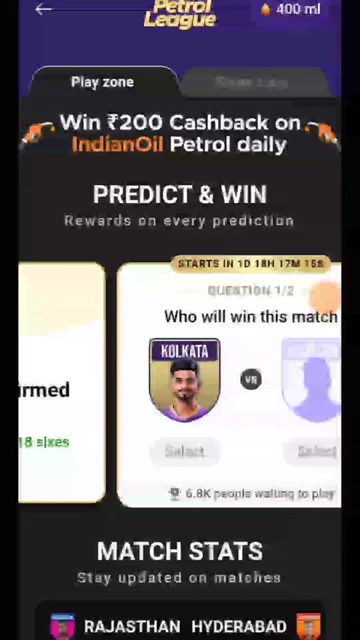 Petrol
League
400 ml
Play zone
Win ₹200 Cashback on
IndianOil Petrol daily
PREDICT & WIN
Rewards on every prediction
STARTS IN 1D 18H 17M 15S
QUESTION 1/2
Who will win this match
KOLKATA
VS
irmed
18 sixes
Select
Select
6.8K people waiting to play
MATCH STATS
Stay updated on matches
RAJASTHAN HYDERABAD